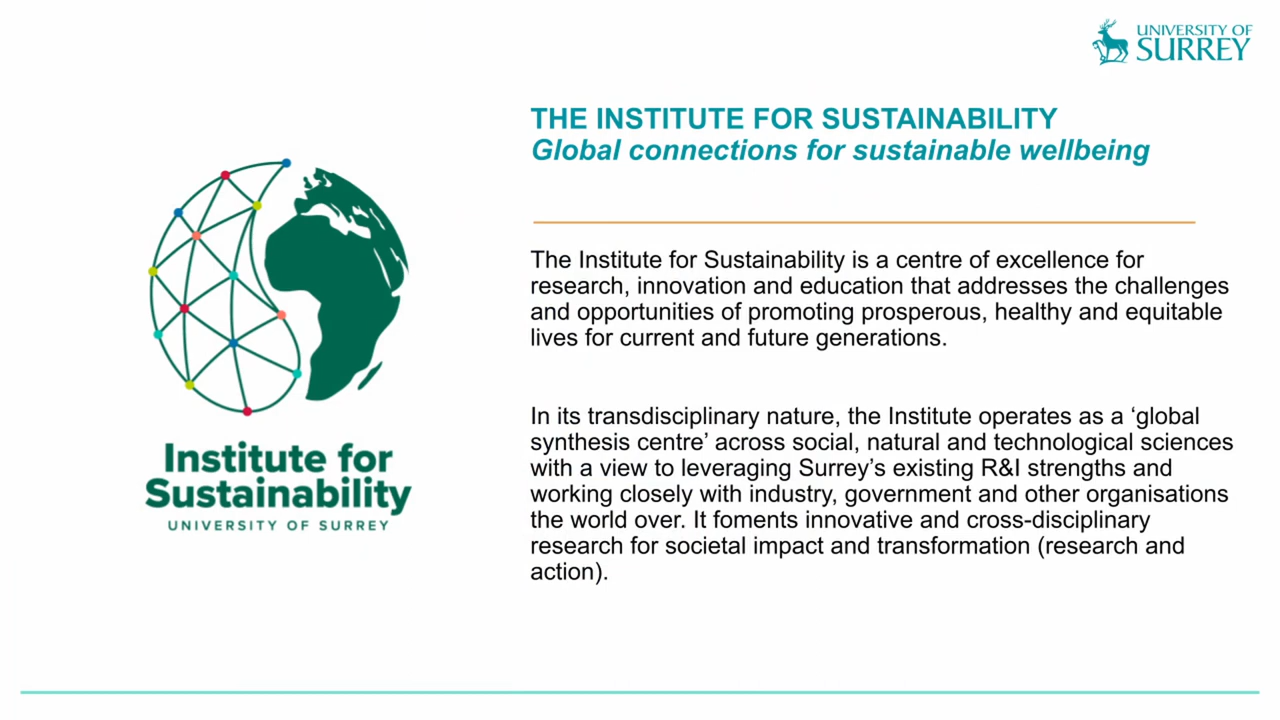 UNIVERSITY OF
SURREY
THE INSTITUTE FOR SUSTAINABILITY
Global connections for sustainable wellbeing
The Institute for Sustainability is a centre of excellence for
research, innovation and education that addresses the challenges
and opportunities of promoting prosperous, healthy and equitable
lives for current and future generations.
In its transdisciplinary nature, the Institute operates as a ‘global
synthesis centre’ across social, natural and technological sciences
with a view to leveraging Surrey’s existing R&I strengths and
working closely with industry, government and other organisations
the world over. It foments innovative and cross-disciplinary
research for societal impact and transformation (research and
action).
Institute for
Sustainability
UNIVERSITY OF SURREY